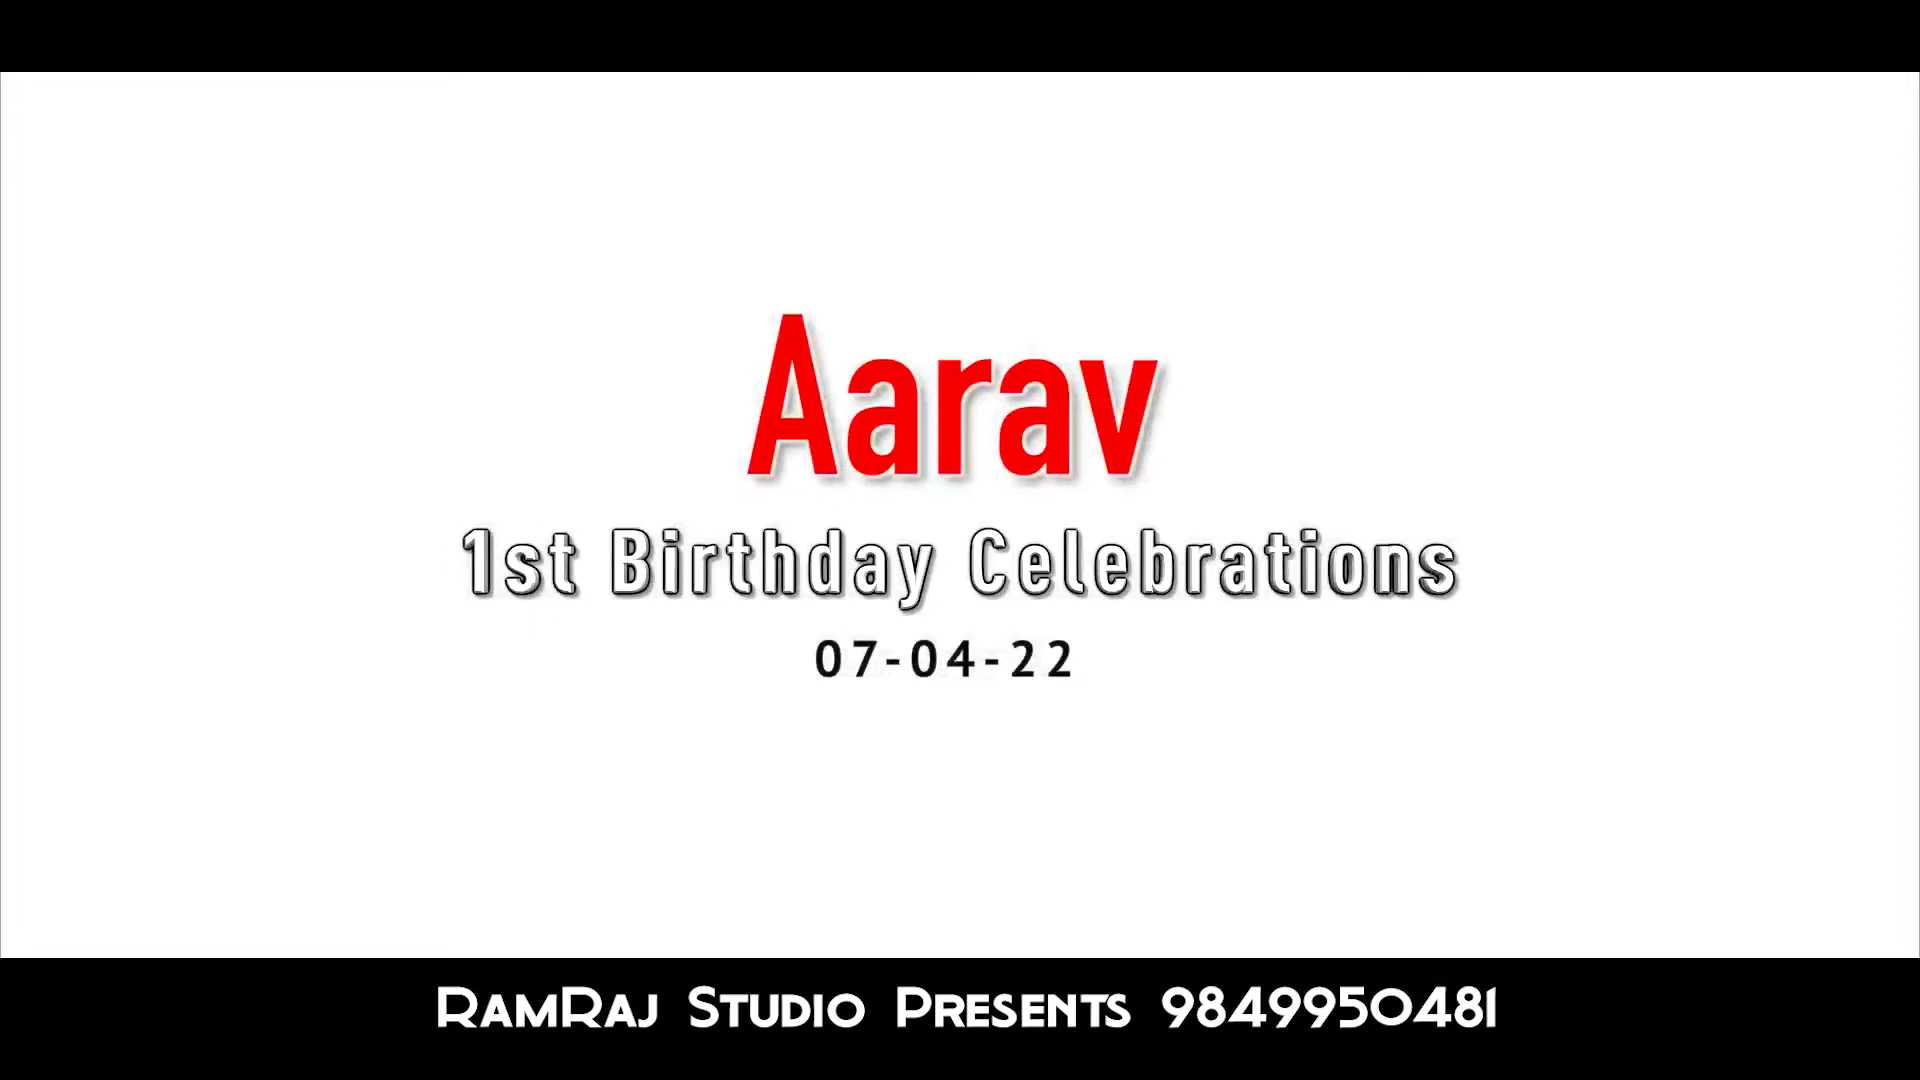 Aarav
1st Birthday Celebrations
07-04-22
RamRaj Studio Presents 9849950481